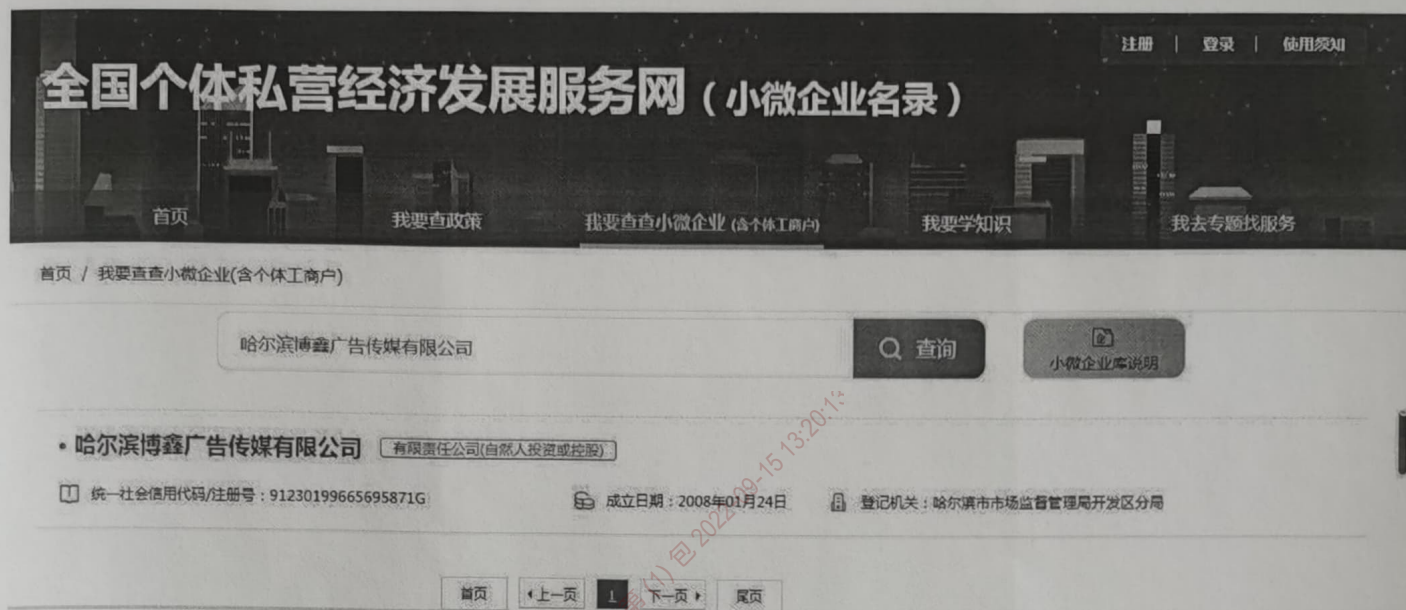 注册 | 登录 | 使用须知
全国个体私营经济发展服务网（小微企业名录）
首页 我要查政策 我要查查小微企业 (含个体工商户) 我要学知识 我去专题找服务
首页 / 我要查查小微企业(含个体工商户)
哈尔滨博鑫广告传媒有限公司 查询 小微企业库说明
• 哈尔滨博鑫广告传媒有限公司 有限责任公司(自然人投资或控股)
统一社会信用代码/注册号：91230199665695871G 成立日期：2008年01月24日 登记机关：哈尔滨市市场监督管理局开发区分局
(1) 包 2022-09-15 13:20:13
首页 上一页 1 下一页 尾页